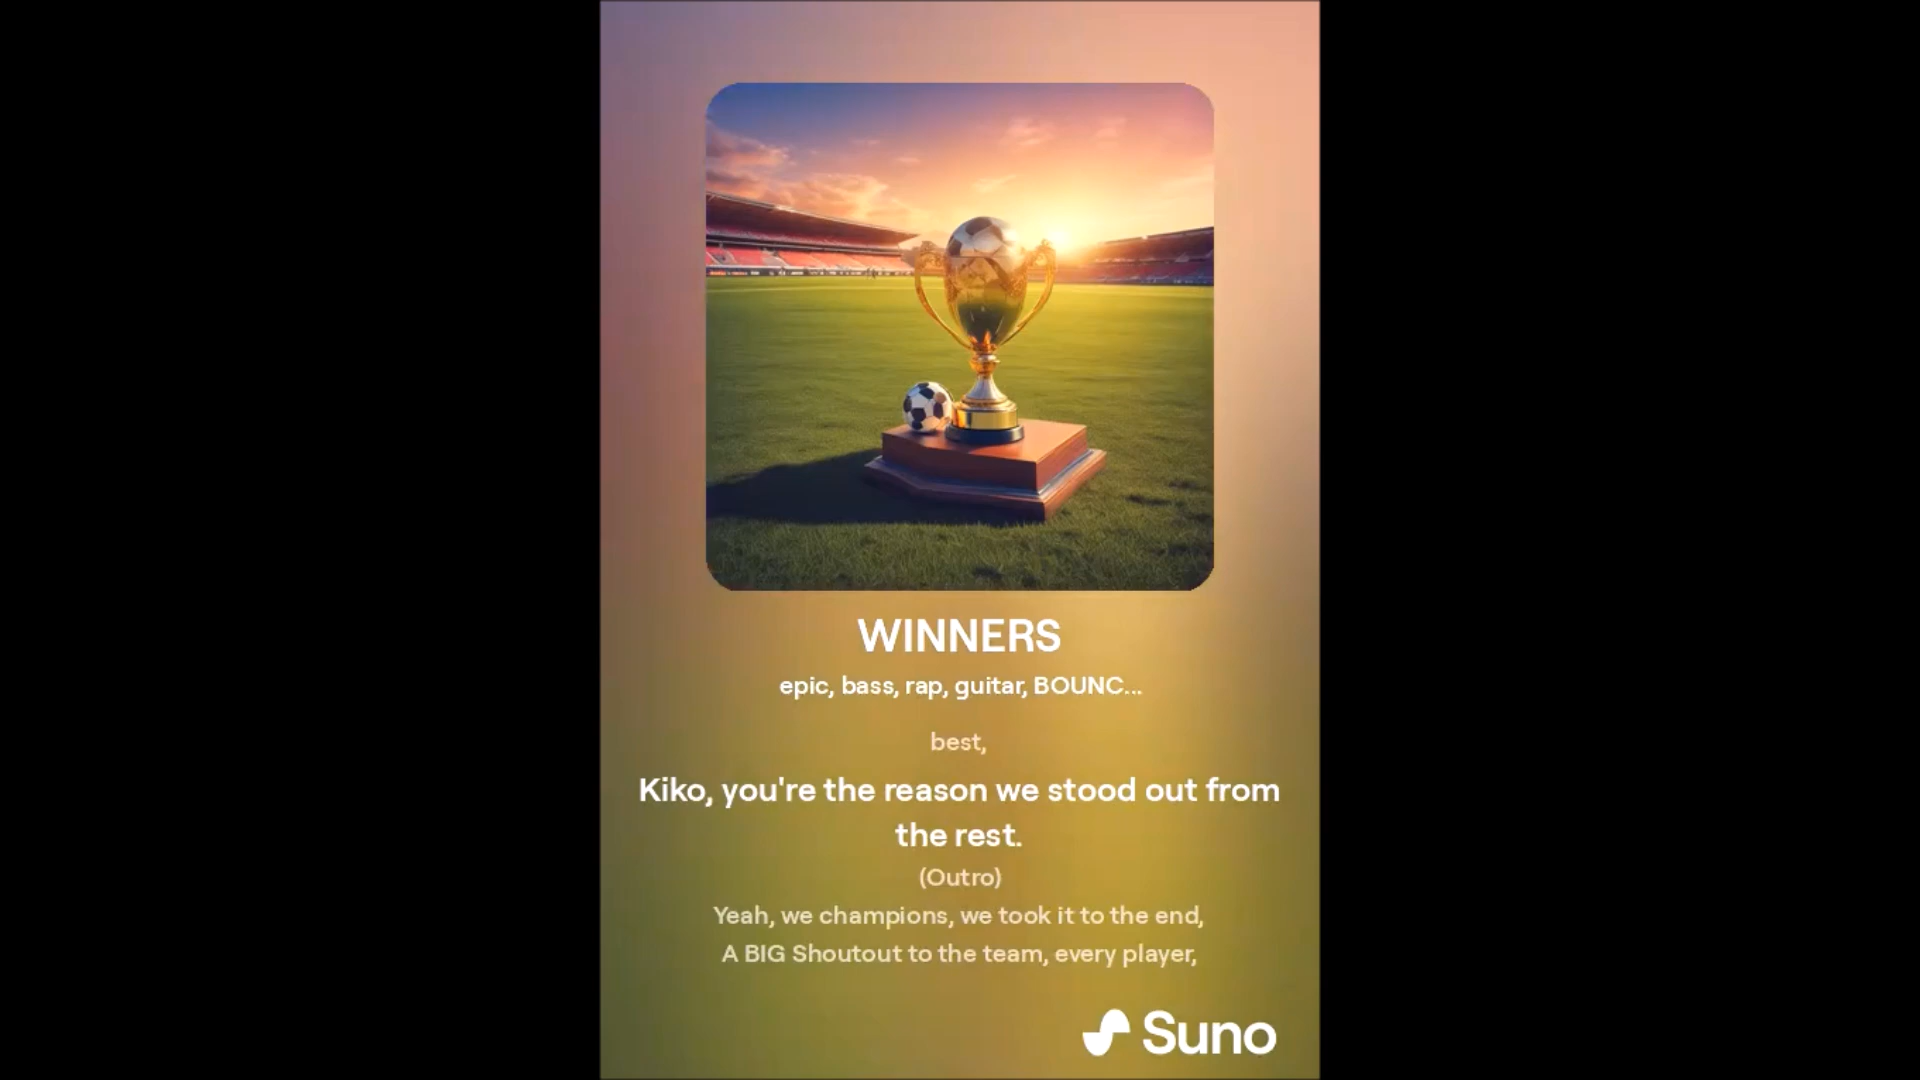 WINNERS
epic, bass, rap, guitar, BOUNC...
best,
Kiko, you're the reason we stood out from
the rest.
(Outro)
Yeah, we champions, we took it to the end,
A BIG Shoutout to the team, every player,
Suno